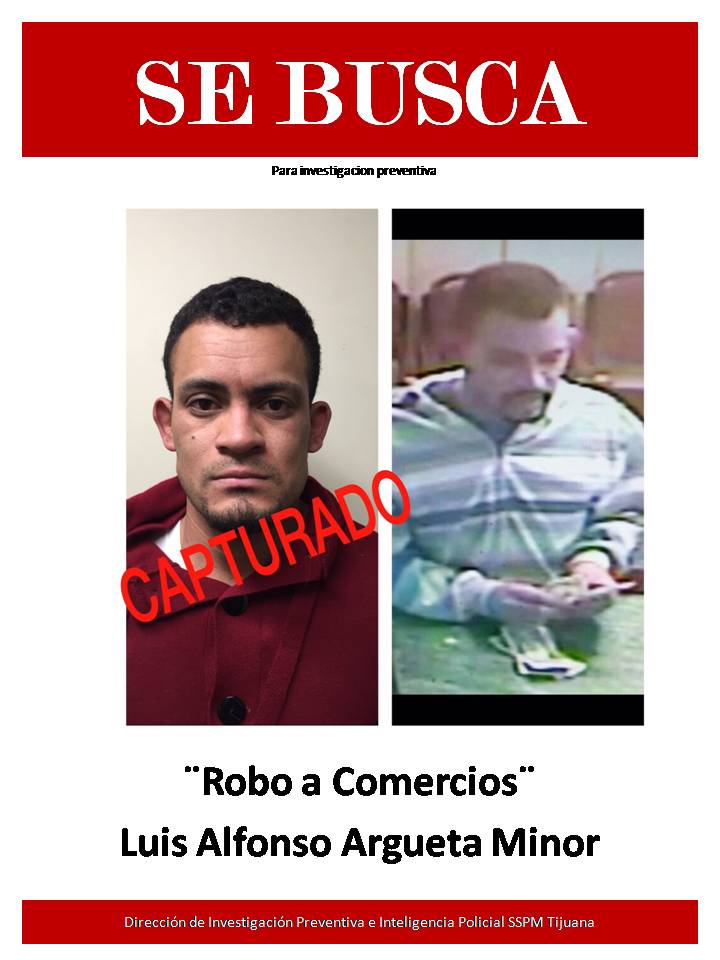 SE BUSCA
Para investigacion preventiva
CAPTURADO
¨Robo a Comercios¨
Luis Alfonso Argueta Minor
Dirección de Investigación Preventiva e Inteligencia Policial SSPM Tijuana